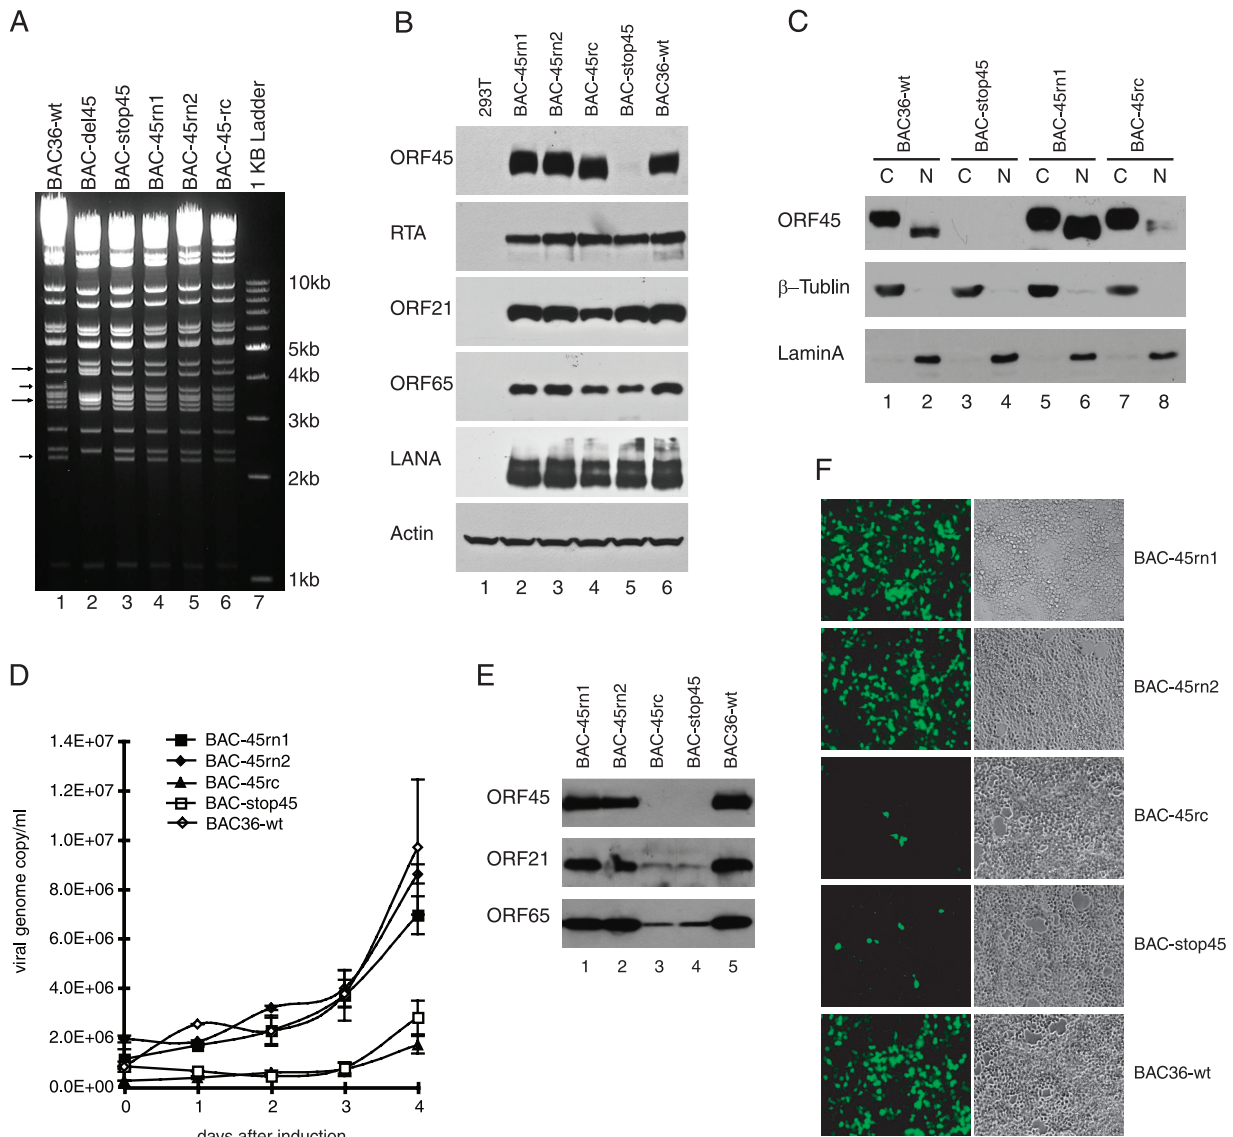 A
BAC36-wt
BAC-del45
BAC-stop45
BAC-45rn1
BAC-45rn2
BAC-45-rc
1 KB Ladder
10kb
5kb
4kb
3kb
2kb
1kb
1 2 3 4 5 6 7
B
293T
BAC-45rn1
BAC-45rn2
BAC-45rc
BAC-stop45
BAC36-wt
ORF45
RTA
ORF21
ORF65
LANA
Actin
1 2 3 4 5 6
C
BAC36-wt
BAC-stop45
BAC-45rn1
BAC-45rc
C N C N C N C N
ORF45
β–Tublin
LaminA
1 2 3 4 5 6 7 8
D
1.4E+07
1.2E+07
1.0E+07
8.0E+06
6.0E+06
4.0E+06
2.0E+06
0.0E+00
viral genome copy/ml
BAC-45rn1
BAC-45rn2
BAC-45rc
BAC-stop45
BAC36-wt
0 1 2 3 4
days after induction
E
BAC-45rn1
BAC-45rn2
BAC-45rc
BAC-stop45
BAC36-wt
ORF45
ORF21
ORF65
1 2 3 4 5
F
BAC-45rn1
BAC-45rn2
BAC-45rc
BAC-stop45
BAC36-wt